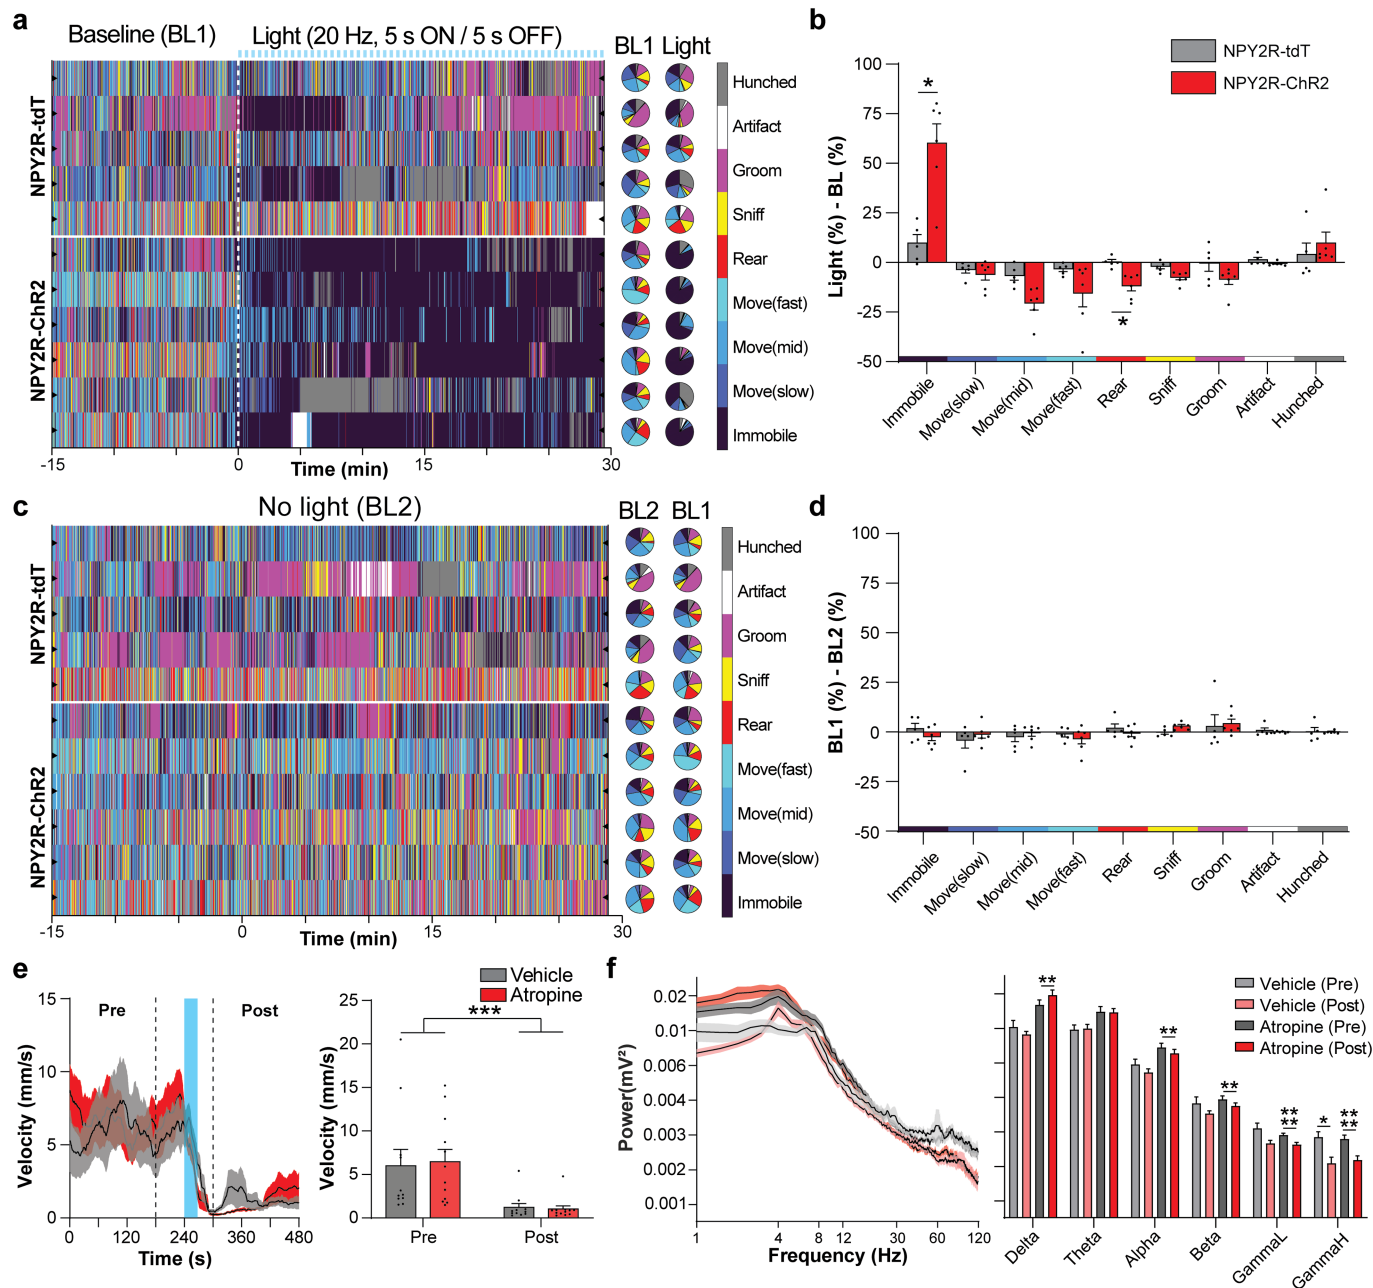 a
Baseline (BL1)
Light (20 Hz, 5 s ON / 5 s OFF)
BL1 Light
NPY2R-tdT
NPY2R-ChR2
Hunched
Artifact
Groom
Sniff
Rear
Move(fast)
Move(mid)
Move(slow)
Immobile
-15 0 15 30
Time (min)
b
NPY2R-tdT
NPY2R-ChR2
Light (%) - BL (%)
100
75
50
25
0
-25
-50
*
*
Immobile
Move(slow)
Move(mid)
Move(fast)
Rear
Sniff
Groom
Artifact
Hunched
c
No light (BL2)
BL2 BL1
NPY2R-tdT
NPY2R-ChR2
Hunched
Artifact
Groom
Sniff
Rear
Move(fast)
Move(mid)
Move(slow)
Immobile
-15 0 15 30
Time (min)
d
BL1 (%) - BL2 (%)
100
75
50
25
0
-25
-50
Immobile
Move(slow)
Move(mid)
Move(fast)
Rear
Sniff
Groom
Artifact
Hunched
e
Pre Post
Velocity (mm/s)
15
10
5
0
0 120 240 360 480
Time (s)
Vehicle
Atropine
***
Velocity (mm/s)
25
20
15
10
5
0
Pre Post
f
Power(mV²)
0.02
0.01
0.006
0.003
0.002
0.001
1 4 8 12 30 60 120
Frequency (Hz)
Vehicle (Pre)
Vehicle (Post)
Atropine (Pre)
Atropine (Post)
**
**
**
**
**
*
**
**
Delta
Theta
Alpha
Beta
GammaL
GammaH